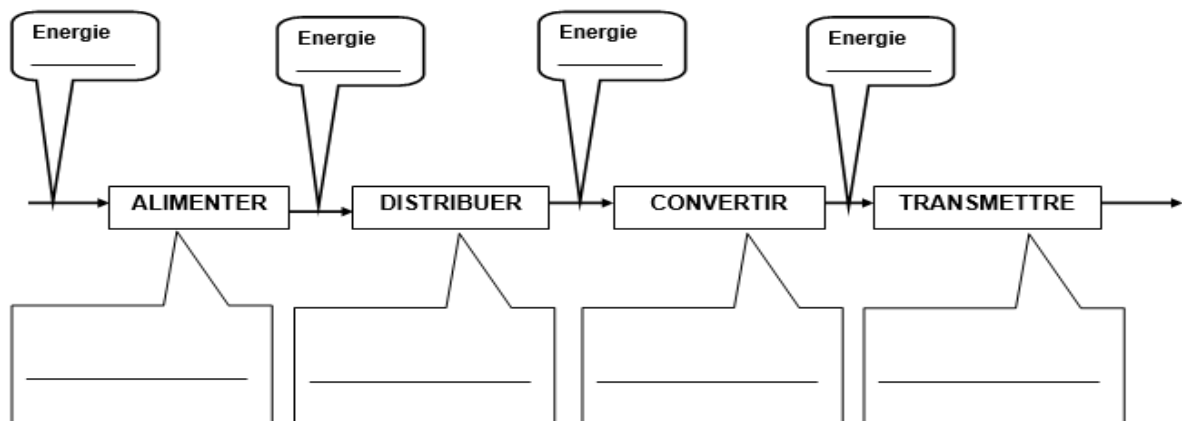 Energie
Energie
Energie
Energie
ALIMENTER
DISTRIBUER
CONVERTIR
TRANSMETTRE